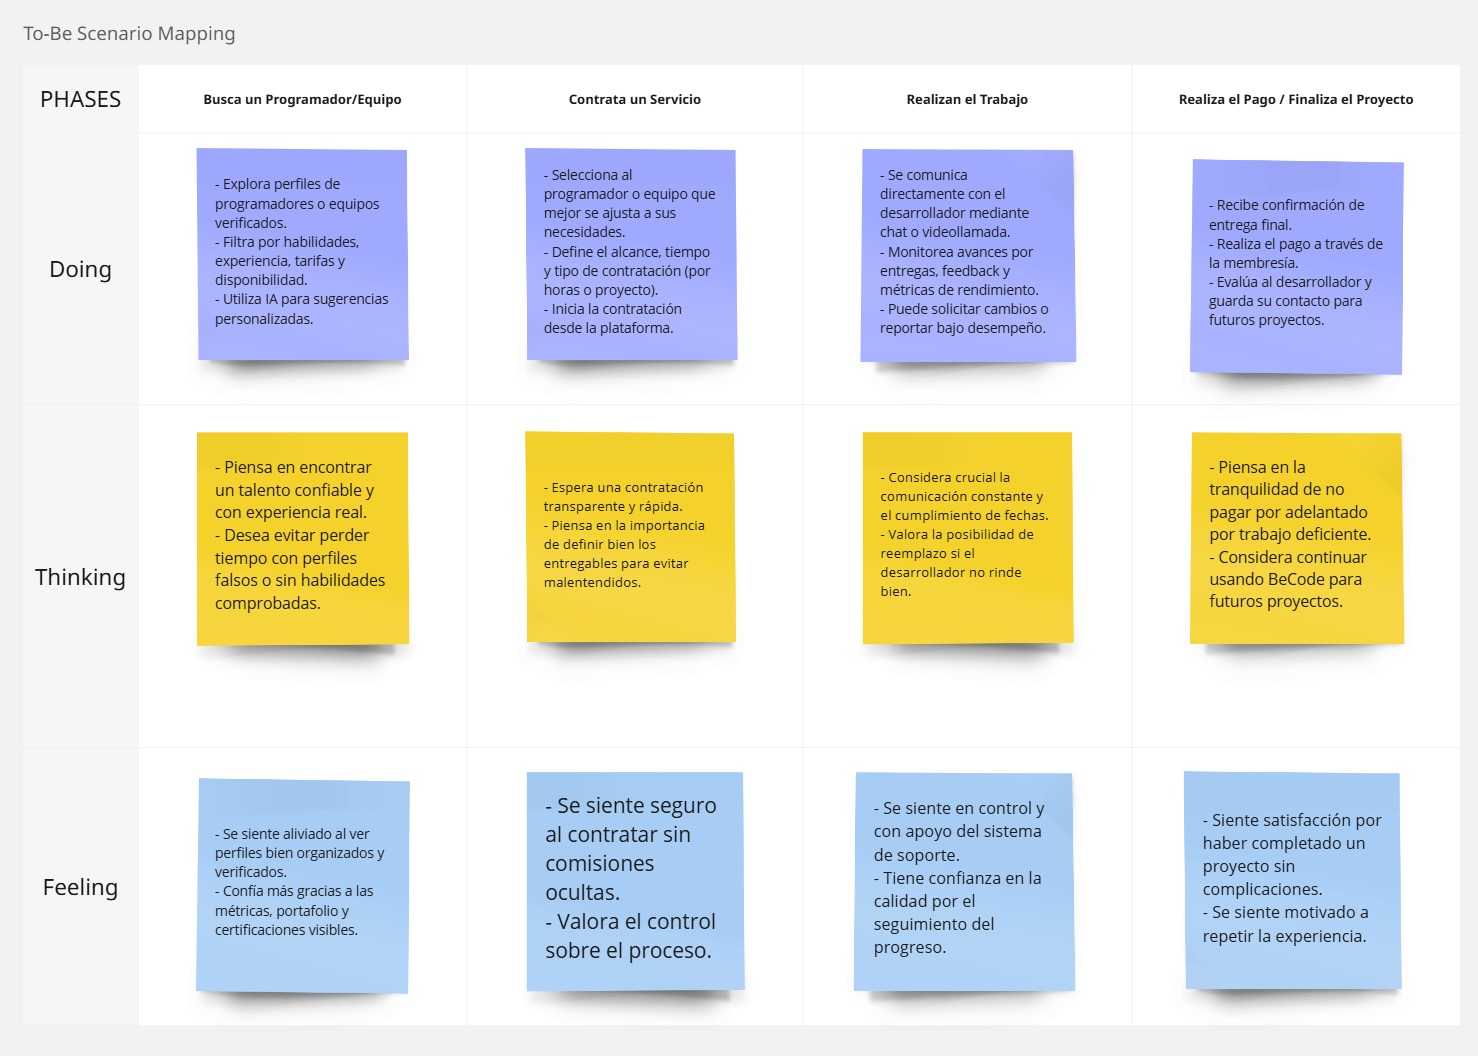 To-Be Scenario Mapping
PHASES
Busca un Programador/Equipo
Contrata un Servicio
Realizan el Trabajo
Realiza el Pago / Finaliza el Proyecto
Doing
- Explora perfiles de
programadores o equipos
verificados.
- Filtra por habilidades,
experiencia, tarifas y
disponibilidad.
- Utiliza IA para sugerencias
personalizadas.
- Selecciona al
programador o equipo que
mejor se ajusta a sus
necesidades.
- Define el alcance, tiempo
y tipo de contratación (por
horas o proyecto).
- Inicia la contratación
desde la plataforma.
- Se comunica
directamente con el
desarrollador mediante
chat o videollamada.
- Monitorea avances por
entregas, feedback y
métricas de rendimiento.
- Puede solicitar cambios o
reportar bajo desempeño.
- Recibe confirmación de
entrega final.
- Realiza el pago a través de
la membresía.
- Evalúa al desarrollador y
guarda su contacto para
futuros proyectos.
Thinking
- Piensa en encontrar
un talento confiable y
con experiencia real.
- Desea evitar perder
tiempo con perfiles
falsos o sin habilidades
comprobadas.
- Espera una contratación
transparente y rápida.
- Piensa en la importancia
de definir bien los
entregables para evitar
malentendidos.
- Considera crucial la
comunicación constante y
el cumplimiento de fechas.
- Valora la posibilidad de
reemplazo si el
desarrollador no rinde
bien.
- Piensa en la
tranquilidad de no
pagar por adelantado
por trabajo deficiente.
- Considera continuar
usando BeCode para
futuros proyectos.
Feeling
- Se siente aliviado al ver
perfiles bien organizados y
verificados.
- Confía más gracias a las
métricas, portafolio y
certificaciones visibles.
- Se siente seguro
al contratar sin
comisiones
ocultas.
- Valora el control
sobre el proceso.
- Se siente en control y
con apoyo del sistema
de soporte.
- Tiene confianza en la
calidad por el
seguimiento del
progreso.
- Siente satisfacción por
haber completado un
proyecto sin
complicaciones.
- Se siente motivado a
repetir la experiencia.